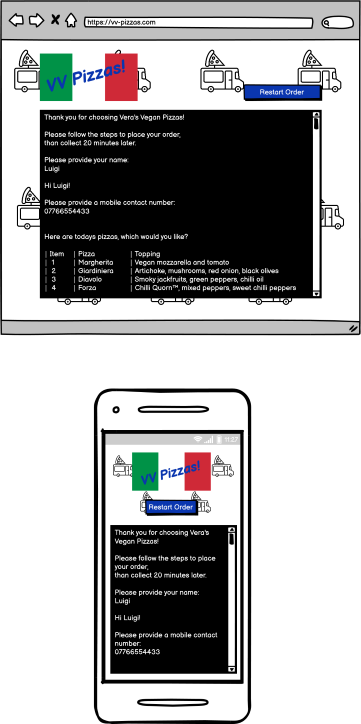 https://vv-pizzas.com
VV Pizzas!
Restart Order
Thank you for choosing Vera's Vegan Pizzas!
Please follow the steps to place your order,
than collect 20 minutes later.
Please provide your name:
Luigi
Hi Luigi!
Please provide a mobile contact number:
07766554433
Here are todays pizzas, which would you like?
| Item | Pizza | Topping
| 1 | Margherita | Vegan mozzarella and tomato
| 2 | Giardiniera | Artichoke, mushrooms, red onion, black olives
| 3 | Diavolo | Smoky jackfruits, green peppers, chilli oil
| 4 | Forza | Chilli Quorn™, mixed peppers, sweet chilli peppers
11:27
VV Pizzas!
Restart Order
Thank you for choosing Vera's
Vegan Pizzas!
Please follow the steps to place
your order,
than collect 20 minutes later.
Please provide your name:
Luigi
Hi Luigi!
Please provide a mobile contact
number:
07766554433